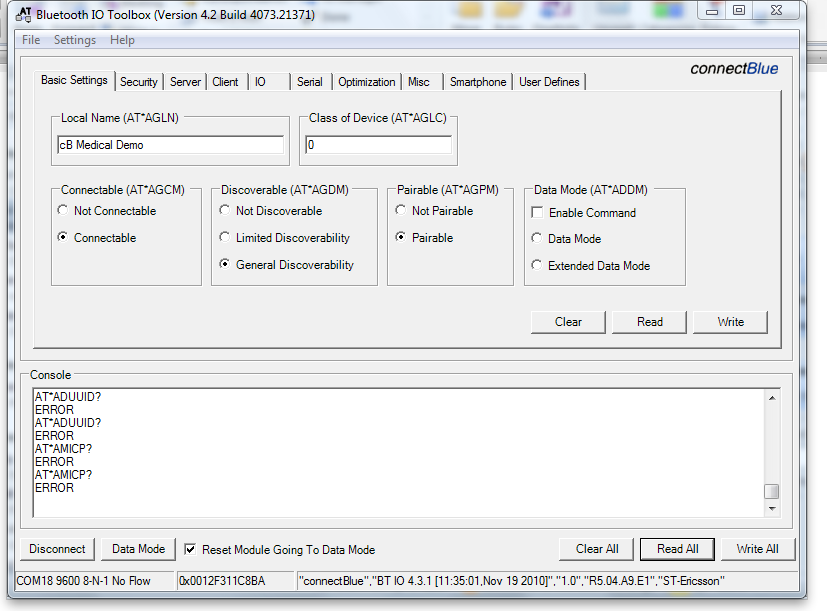 Bluetooth IO Toolbox (Version 4.2 Build 4073.21371)
File Settings Help
connectBlue
Basic Settings Security Server Client IO Serial Optimization Misc Smartphone User Defines
Local Name (AT*AGLN) Class of Device (AT*AGLC)
cB Medical Demo 0
Connectable (AT*AGCM) Discoverable (AT*AGDM) Pairable (AT*AGPM) Data Mode (AT*ADDM)
Not Connectable Not Discoverable Not Pairable Enable Command
Connectable Limited Discoverability Pairable Data Mode
General Discoverability Extended Data Mode
Clear Read Write
Console
AT*ADUUID?
ERROR
AT*ADUUID?
ERROR
AT*AMICP?
ERROR
AT*AMICP?
ERROR
Disconnect Data Mode Reset Module Going To Data Mode Clear All Read All Write All
COM18 9600 8-N-1 No Flow 0x0012F311C8BA "connectBlue","BT IO 4.3.1 [11:35:01,Nov 19 2010]","1.0","R5.04.A9.E1","ST-Ericsson"